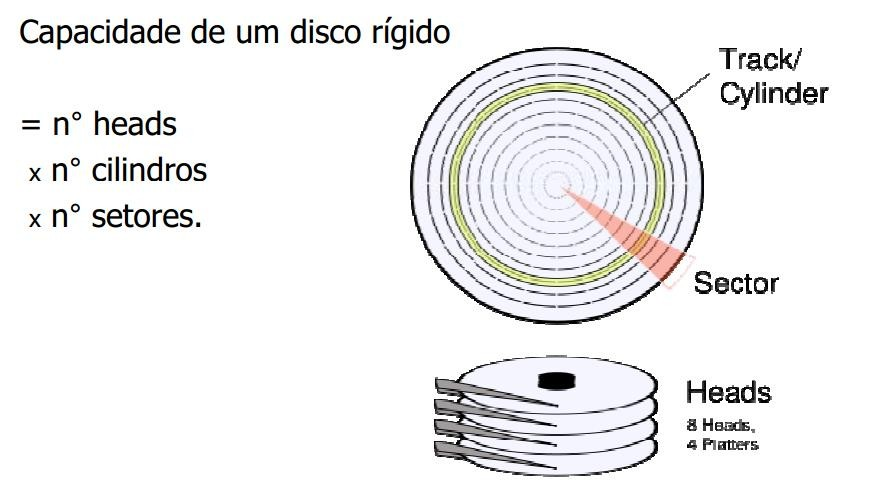 Capacidade de um disco rígido
= n° heads
x n° cilindros
x n° setores.
Track/
Cylinder
Sector
Heads
8 Heads,
4 Platters